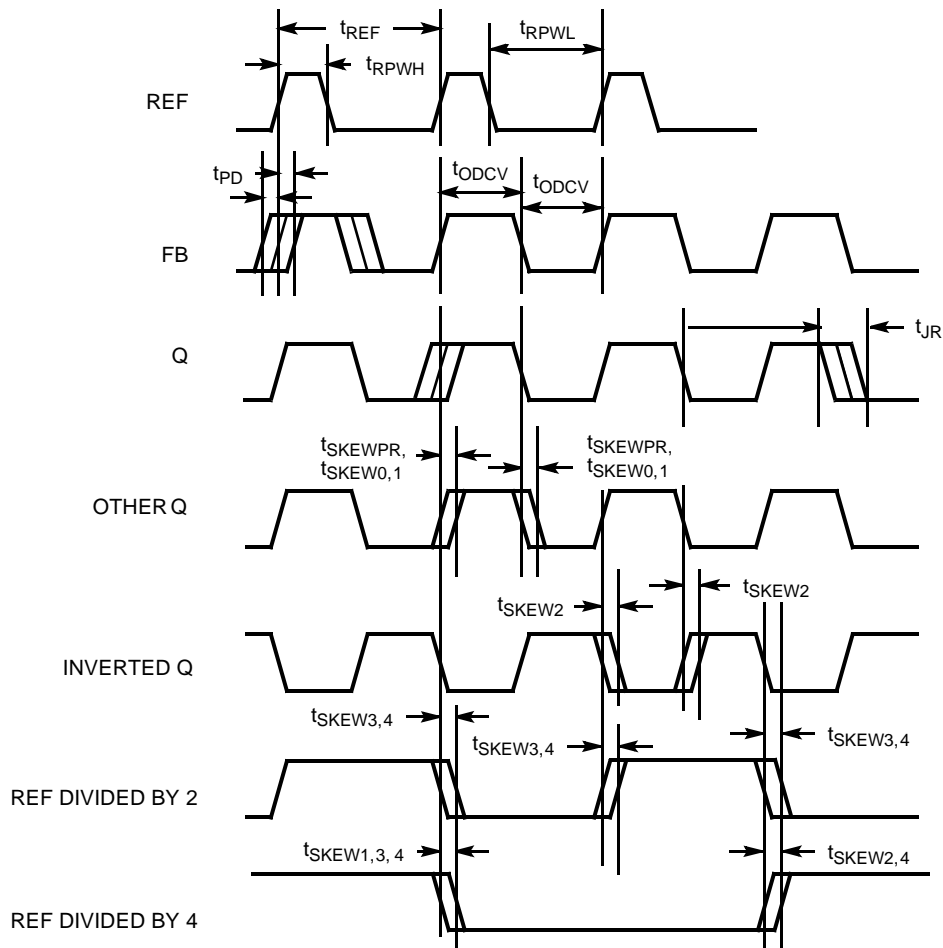 tREF
tRPWL
tRPWH
REF
tPD
tODCV
tODCV
FB
tJR
Q
tSKEWPR,
tSKEW0,1
tSKEWPR,
tSKEW0,1
OTHER Q
tSKEW2
tSKEW2
INVERTED Q
tSKEW3,4
tSKEW3,4
tSKEW3,4
REF DIVIDED BY 2
tSKEW1,3, 4
tSKEW2,4
REF DIVIDED BY 4